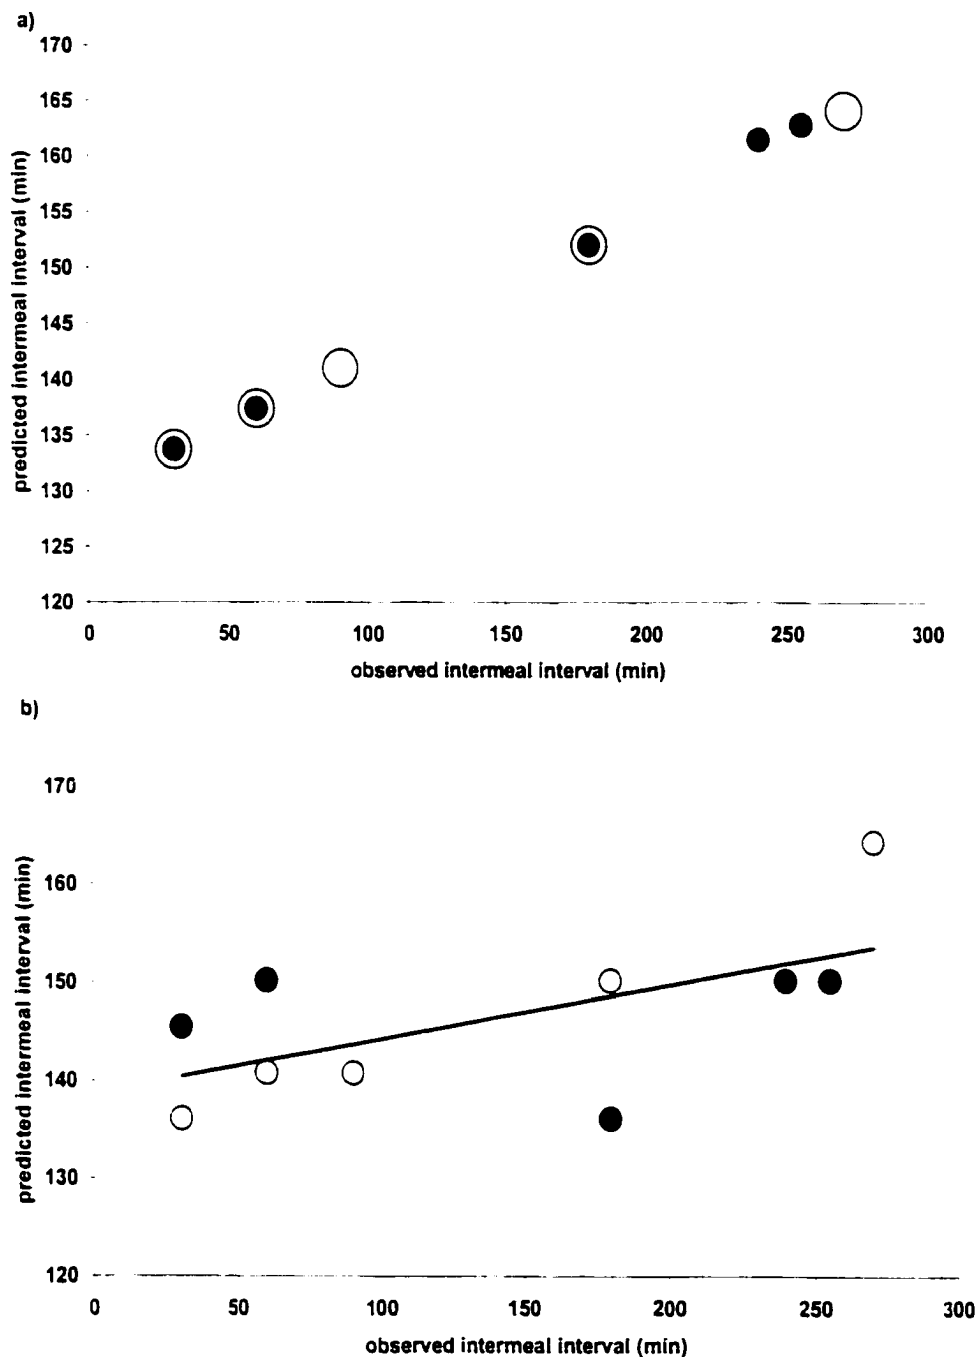 a)
170
165
160
155
150
145
140
135
130
125
120
predicted intermeal interval (min)
0 50 100 150 200 250 300
observed intermeal interval (min)
b)
170
160
150
140
130
120
predicted intermeal interval (min)
0 50 100 150 200 250 300
observed intermeal interval (min)